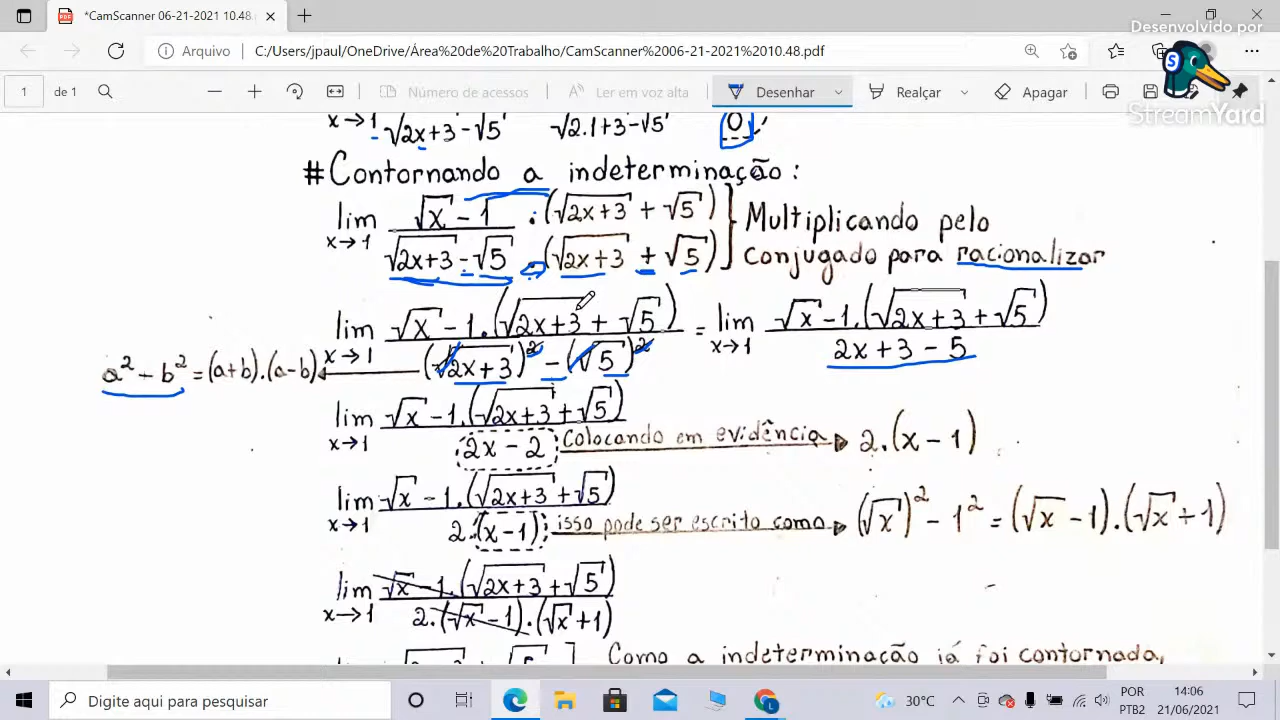 *CamScanner 06-21-2021 10.48
Desenvolvido por
StreamYard
Arquivo | C:/Users/jpaul/OneDrive/Área%20de%20Trabalho/CamScanner%2006-21-2021%2010.48.pdf
1 de 1 Número de aces Ler em voz alta Desenhar Realçar Apagar
x→1 √2x+3 - √5 √2.1+3 - √5 0
# Contornando a indeterminação:
lim x→1 √x - 1 / √2x+3 - √5 . (√2x+3 + √5) / (√2x+3 + √5) } Multiplicando pelo
conjugado para racionalizar
lim x→1 √x - 1.(√2x+3 + √5) / (√2x+3)² - (√5)² = lim x→1 √x - 1.(√2x+3 + √5) / 2x+3-5
a² - b² = (a+b).(a-b)
lim x→1 √x - 1.(√2x+3 + √5) / 2x - 2 Colocando em evidência 2.(x-1)
lim x→1 √x - 1.(√2x+3 + √5) / 2.(x-1) isso pode ser escrito como (√x)² - 1² = (√x - 1).(√x + 1)
lim x→1 √x - 1.(√2x+3 + √5) / 2.(√x - 1).(√x + 1)
Como a indeterminação já foi contornada,
Digite aqui para pesquisar
30°C
POR
PTB2
14:06
21/06/2021